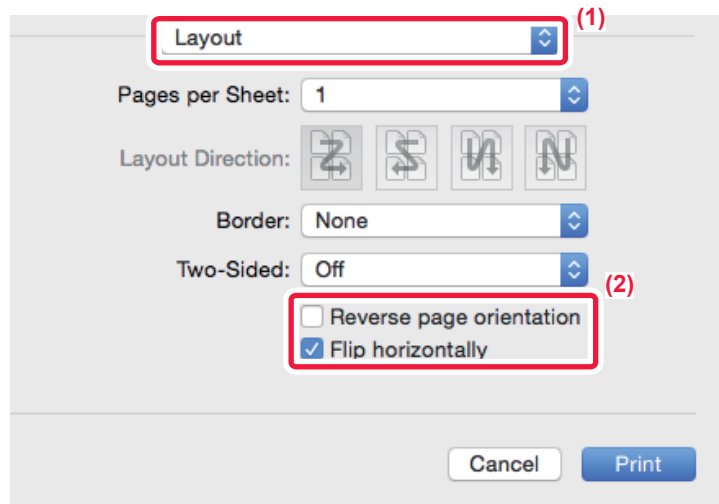 (1)
Layout
Pages per Sheet: 1
Layout Direction:
Border: None
Two-Sided: Off
(2)
Reverse page orientation
Flip horizontally
Cancel Print